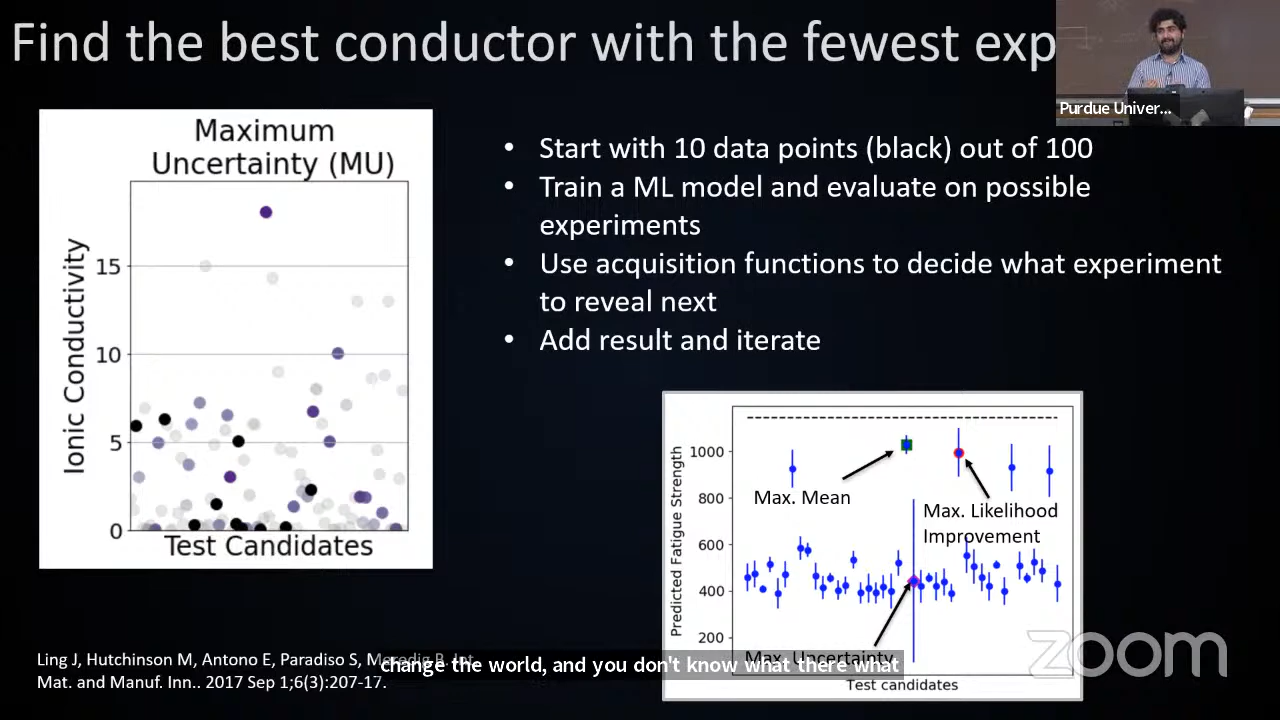 Find the best conductor with the fewest exp
Purdue Univer...
Maximum
Uncertainty (MU)
Ionic Conductivity
15
10
5
0
Test Candidates
• Start with 10 data points (black) out of 100
• Train a ML model and evaluate on possible
experiments
• Use acquisition functions to decide what experiment
to reveal next
• Add result and iterate
Predicted Fatigue Strength
1000
800
600
400
200
Max. Mean
Max. Likelihood
Improvement
Max. Uncertainty
Test candidates
Ling J, Hutchinson M, Antono E, Paradiso S, Meredig B. Int.
Mat. and Manuf. Inn.. 2017 Sep 1;6(3):207-17.
change the world, and you don't know what there what
zoom